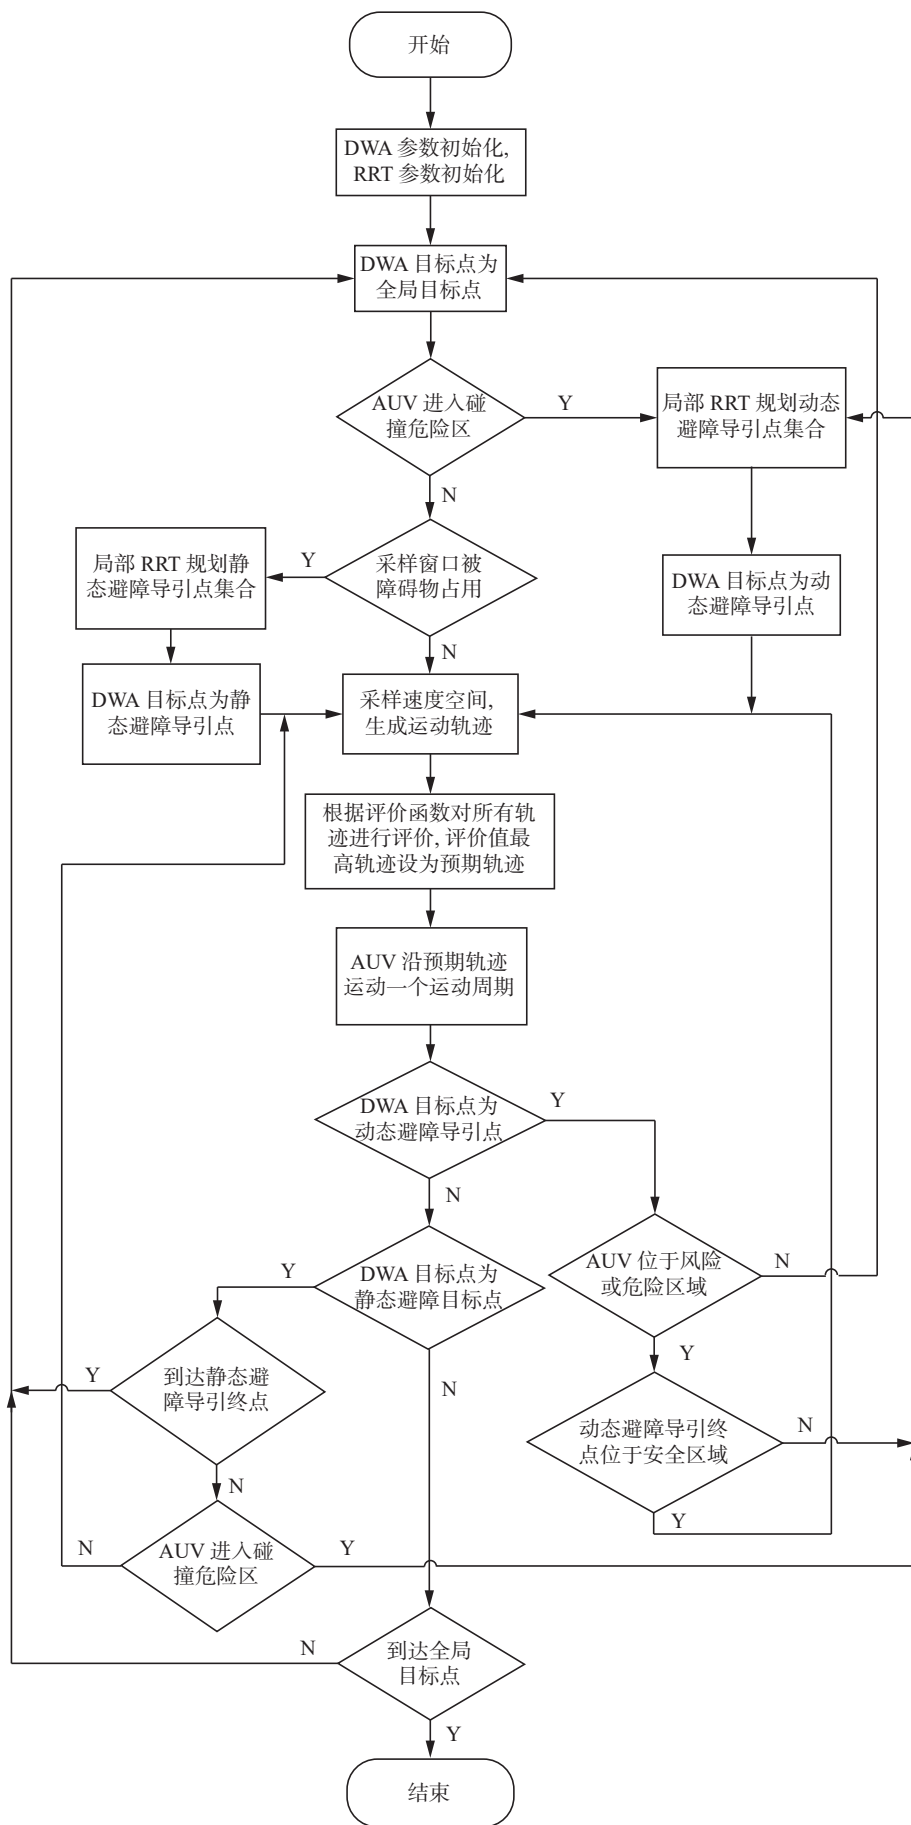 开始
DWA 参数初始化,
RRT 参数初始化
DWA 目标点为
全局目标点
AUV 进入碰
撞危险区
Y
局部 RRT 规划动态
避障导引点集合
N
局部 RRT 规划静
态避障导引点集合
Y
采样窗口被
障碍物占用
DWA 目标点为动
态避障导引点
N
DWA 目标点为静
态避障导引点
采样速度空间,
生成运动轨迹
根据评价函数对所有轨
迹进行评价, 评价值最
高轨迹设为预期轨迹
AUV 沿预期轨迹
运动一个运动周期
DWA 目标点为
动态避障导引点
Y
N
AUV 位于风险
或危险区域
N
Y
DWA 目标点为
静态避障目标点
Y
Y
到达静态避
障导引终点
N
动态避障导引终
点位于安全区域
N
N
Y
N
AUV 进入碰
撞危险区
Y
N
到达全局
目标点
Y
结束